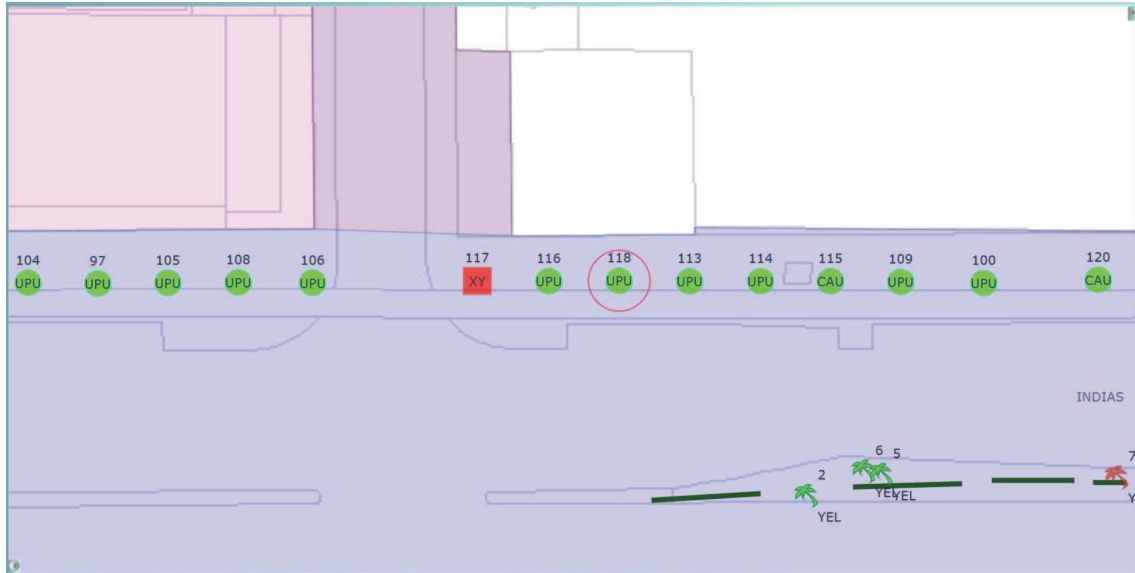 104 97 105 108 106 117 116 118 113 114 115 109 100 120
UPU UPU UPU UPU UPU XY UPU UPU UPU UPU CAU UPU UPU CAU
INDIAS
6 5 7
2
YEL YEL Y
YEL